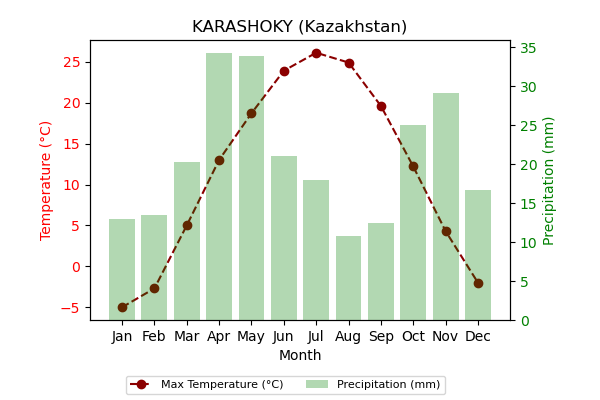 KARASHOKY (Kazakhstan)
Temperature (°C)
25
20
15
10
5
0
−5
35
30
25
20
15
10
5
0
Precipitation (mm)
Jan Feb Mar Apr May Jun Jul Aug Sep Oct Nov Dec
Month
Max Temperature (°C) Precipitation (mm)